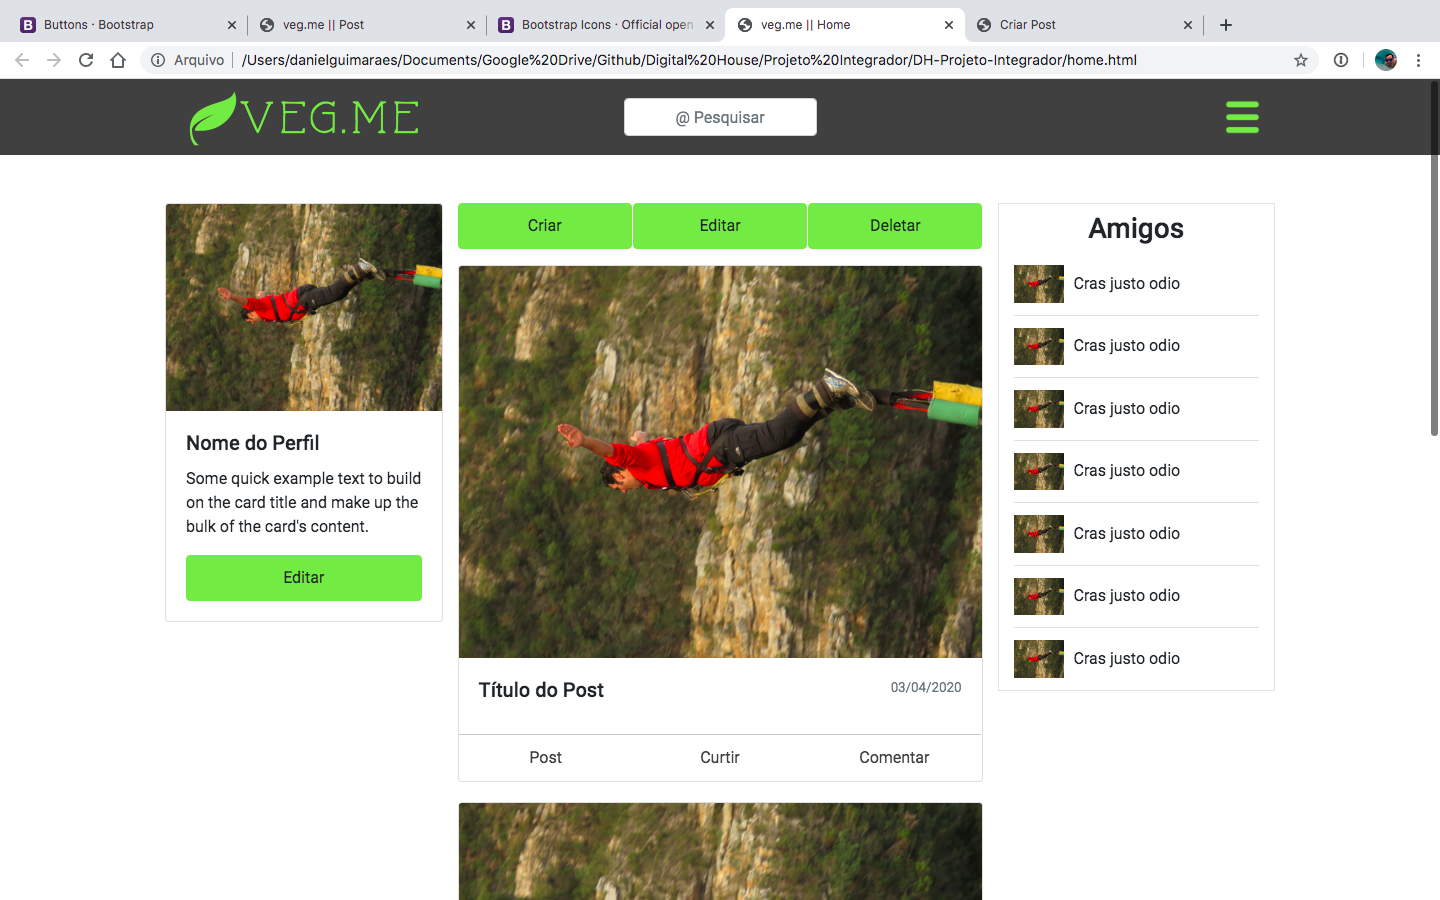 Buttons · Bootstrap
veg.me || Post
Bootstrap Icons · Official open
veg.me || Home
Criar Post
Arquivo
/Users/danielguimaraes/Documents/Google%20Drive/Github/Digital%20House/Projeto%20Integrador/DH-Projeto-Integrador/home.html
VEG.ME
@ Pesquisar
Nome do Perfil
Some quick example text to build
on the card title and make up the
bulk of the card's content.
Editar
Criar
Editar
Deletar
Título do Post
03/04/2020
Post
Curtir
Comentar
Amigos
Cras justo odio
Cras justo odio
Cras justo odio
Cras justo odio
Cras justo odio
Cras justo odio
Cras justo odio